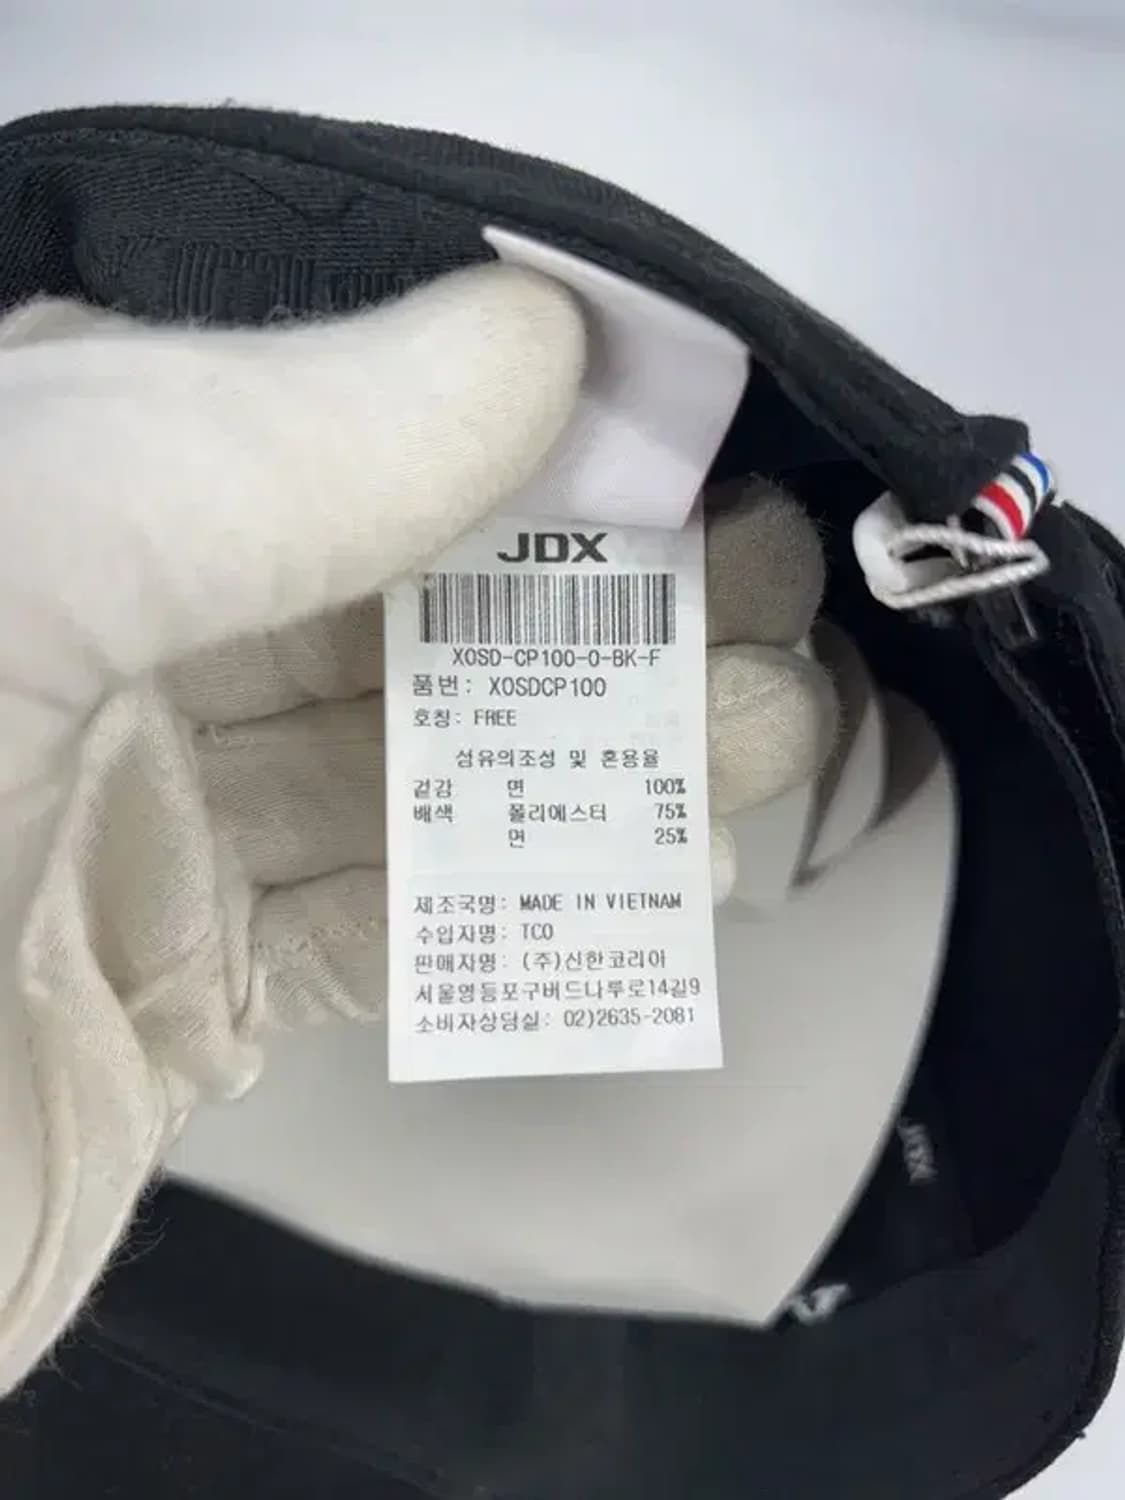 JDX
XOSD-CP100-0-BK-F
품번: XOSDCP100
호칭: FREE
섬유의조성 및 혼용율
겉감 면 100%
배색 폴리에스터 75%
면 25%
제조국명: MADE IN VIETNAM
수입자명: TCO
판매자명: (주)신한코리아
서울영등포구버드나루로14길9
소비자상담실: 02)2635-2081
JDX